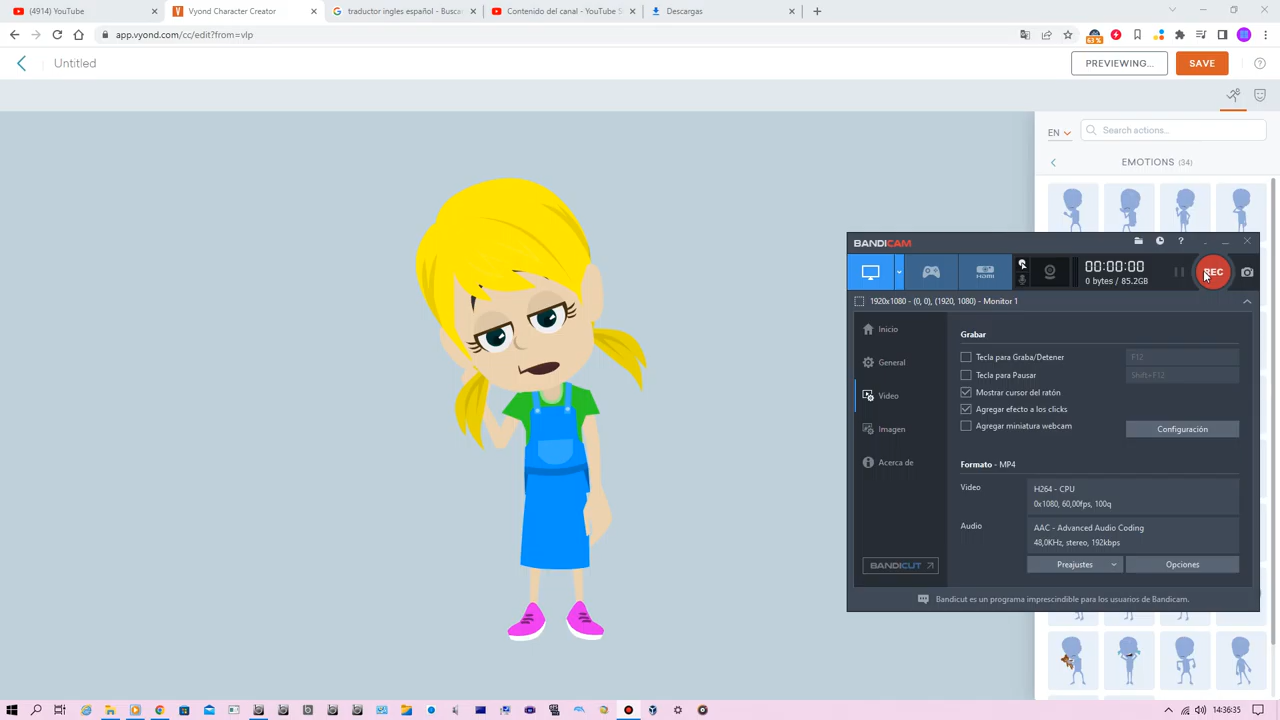 (4914) YouTube
Vyond Character Creator
traductor ingles español - Busca
Contenido del canal - YouTube S
Descargas
app.vyond.com/cc/edit?from=vlp
63 %
Untitled
PREVIEWING...
SAVE
EN
Search actions...
EMOTIONS (34)
BANDICAM
HDMI
00:00:00
0 bytes / 85.2GB
REC
1920x1080 - (0, 0), (1920, 1080) - Monitor 1
Inicio
General
Video
Imagen
Acerca de
BANDICUT
Grabar
Tecla para Graba/Detener
F12
Tecla para Pausar
Shift+F12
Mostrar cursor del ratón
Agregar efecto a los clicks
Agregar miniatura webcam
Configuración
Formato - MP4
Video
H264 - CPU
0x1080, 60,00fps, 100q
Audio
AAC - Advanced Audio Coding
48,0KHz, stereo, 192kbps
Preajustes
Opciones
Bandicut es un programa imprescindible para los usuarios de Bandicam.
14:36:35